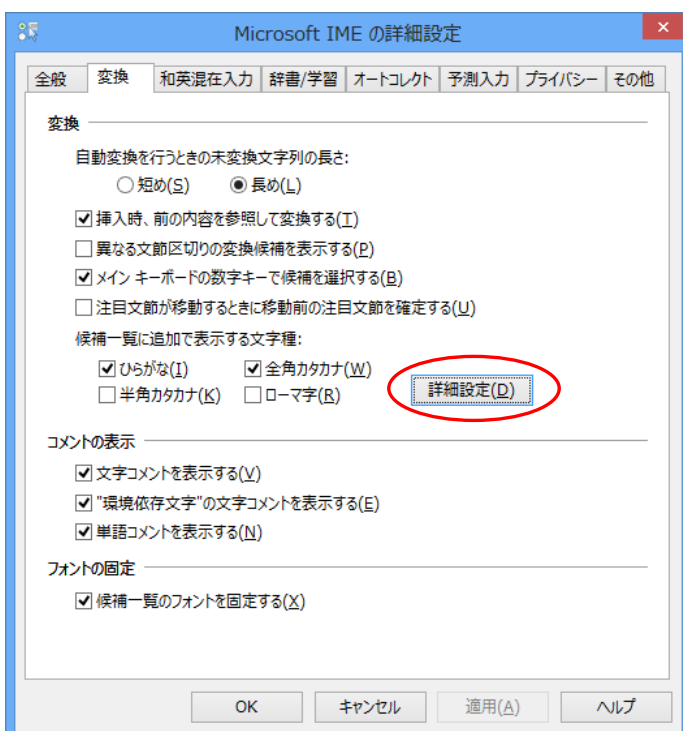 Microsoft IME の詳細設定
全般 変換 和英混在入力 辞書/学習 オートコレクト 予測入力 プライバシー その他
変換
自動変換を行うときの未変換文字列の長さ:
短め(S) 長め(L)
挿入時、前の内容を参照して変換する(T)
異なる文節区切りの変換候補を表示する(P)
メイン キーボードの数字キーで候補を選択する(B)
注目文節が移動するときに移動前の注目文節を確定する(U)
候補一覧に追加で表示する文字種:
ひらがな(I) 全角カタカナ(W)
半角カタカナ(K) ローマ字(R) 詳細設定(D)
コメントの表示
文字コメントを表示する(V)
"環境依存文字"の文字コメントを表示する(E)
単語コメントを表示する(N)
フォントの固定
候補一覧のフォントを固定する(X)
OK キャンセル 適用(A) ヘルプ